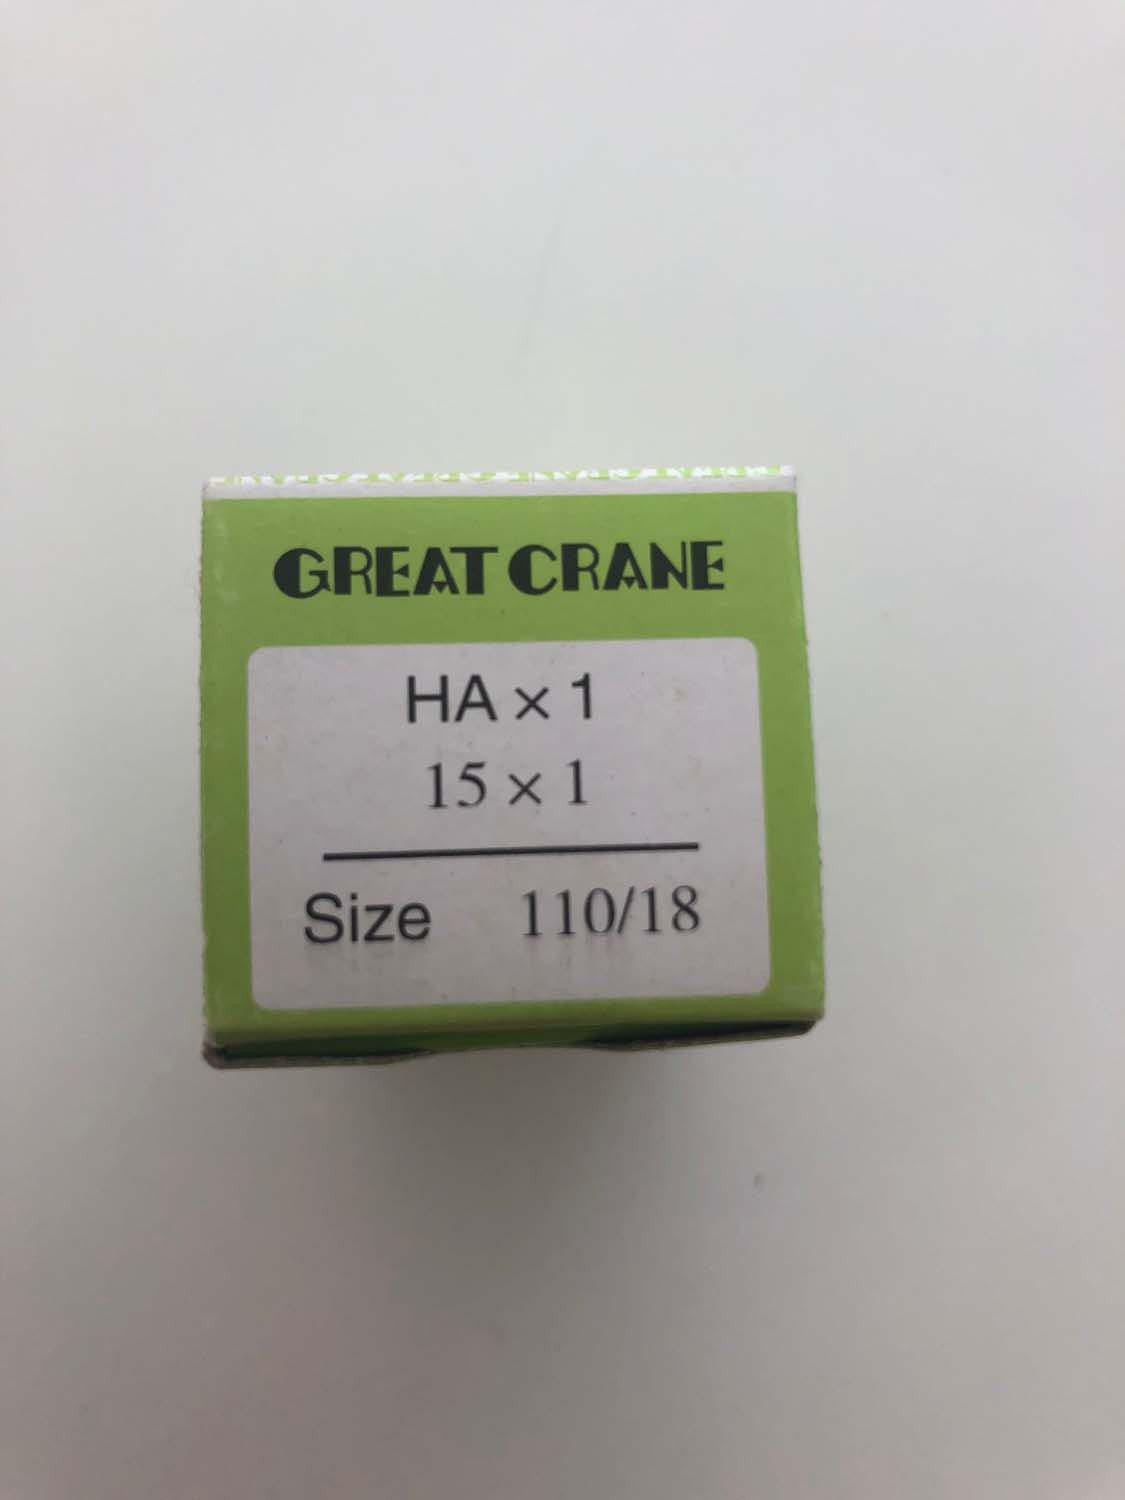 GREAT CRANE
HA × 1
15 × 1
Size 110/18